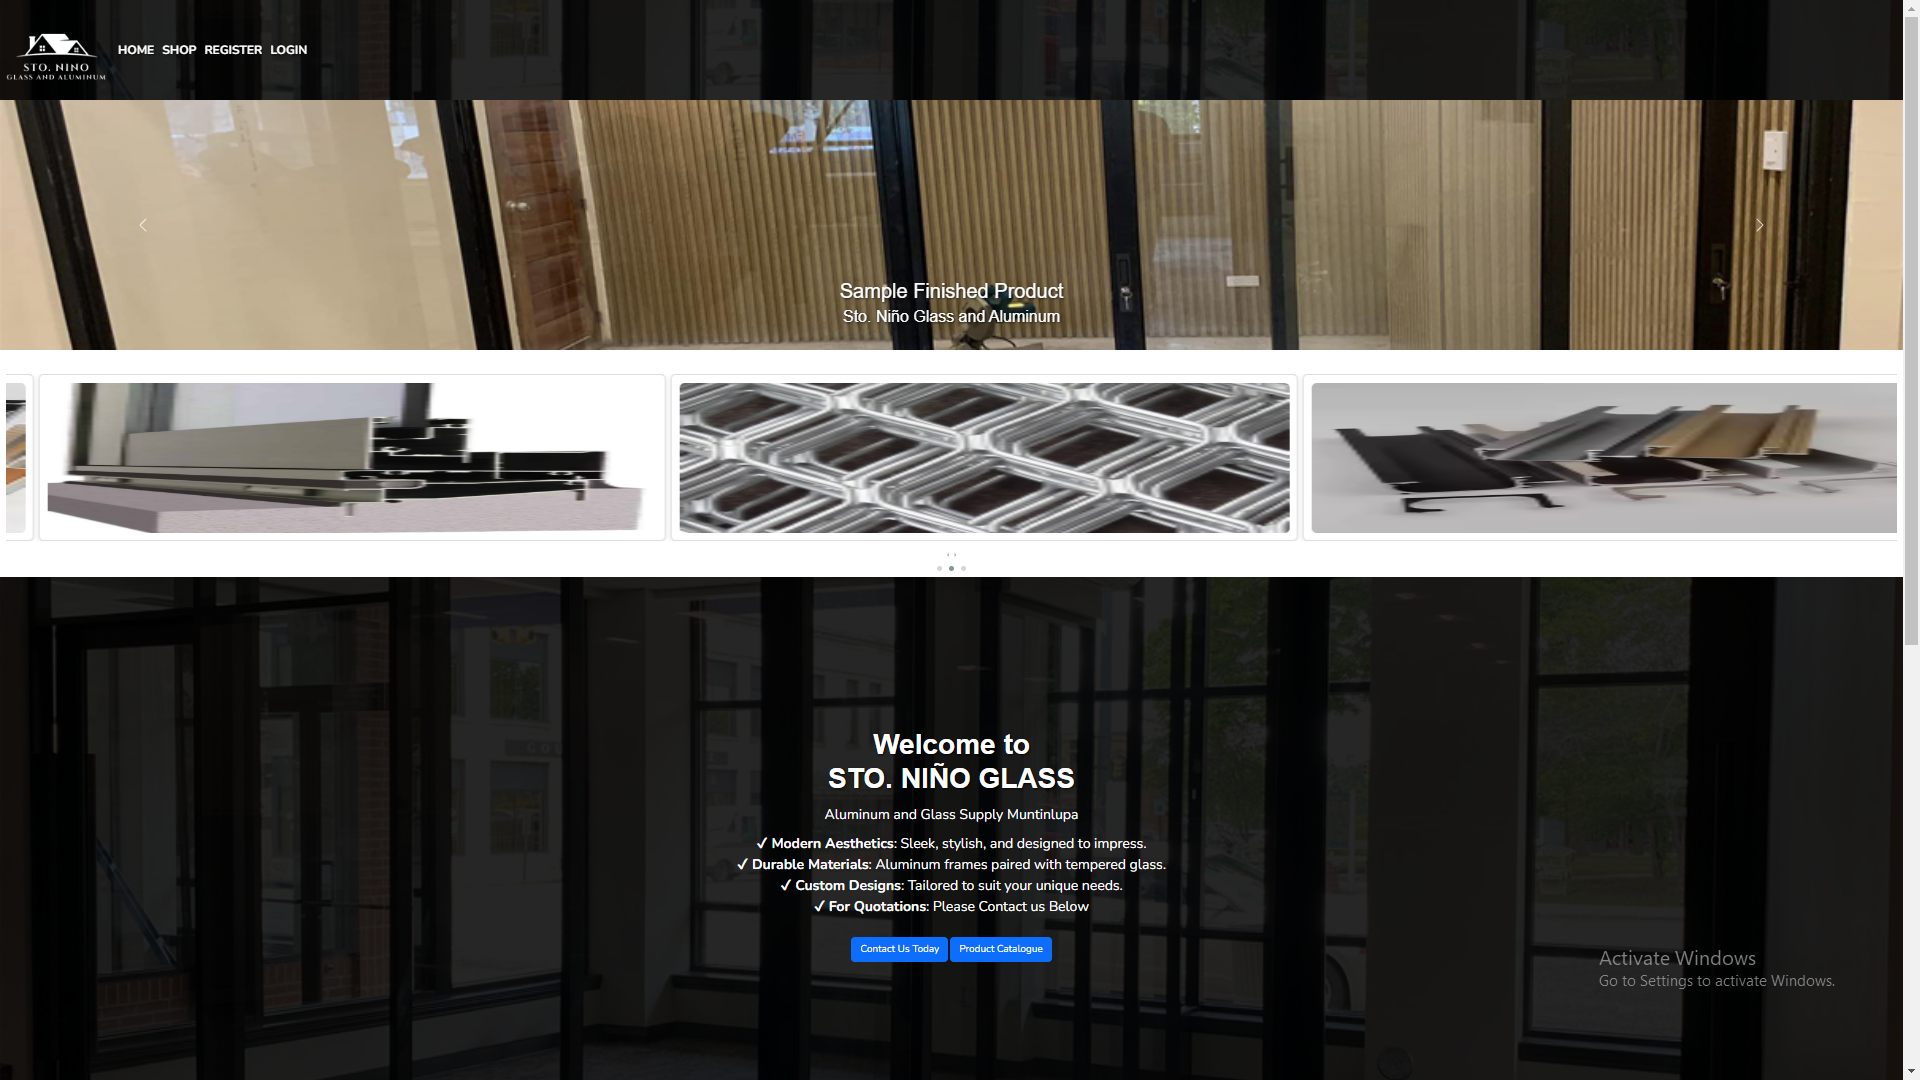 STO. NINO
GLASS AND ALUMINUM
HOME SHOP REGISTER LOGIN
Sample Finished Product
Sto. Niño Glass and Aluminum
Welcome to
STO. NIÑO GLASS
Aluminum and Glass Supply Muntinlupa
✓ Modern Aesthetics: Sleek, stylish, and designed to impress.
✓ Durable Materials: Aluminum frames paired with tempered glass.
✓ Custom Designs: Tailored to suit your unique needs.
✓ For Quotations: Please Contact us Below
Contact Us Today Product Catalogue
Activate Windows
Go to Settings to activate Windows.